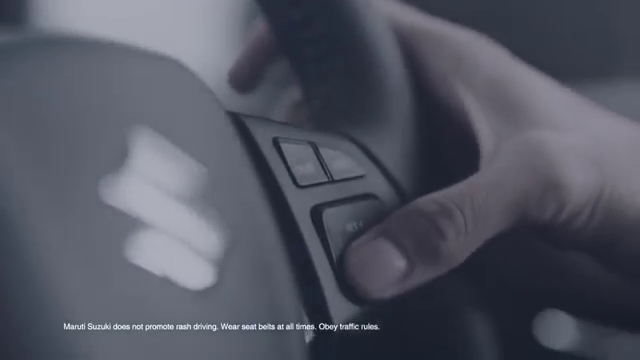 Maruti Suzuki does not promote rash driving. Wear seat belts at all times. Obey traffic rules.